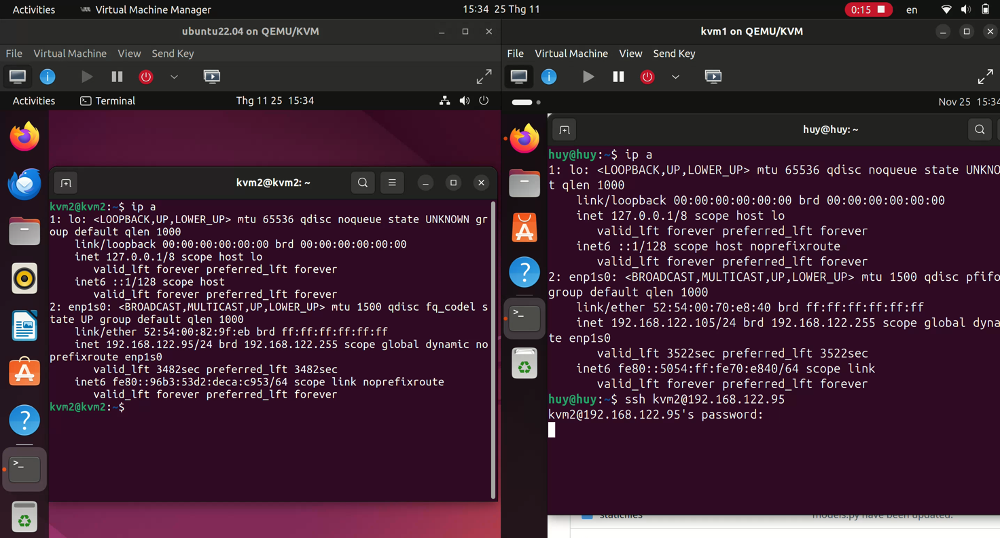 Activities Virtual Machine Manager 15:34 25 Thg 11 0:15 en
ubuntu22.04 on QEMU/KVM
File Virtual Machine View Send Key
Activities Terminal Thg 11 25 15:34
kvm2@kvm2: ~
kvm2@kvm2:~$ ip a
1: lo: <LOOPBACK,UP,LOWER_UP> mtu 65536 qdisc noqueue state UNKNOWN gr
oup default qlen 1000
link/loopback 00:00:00:00:00:00 brd 00:00:00:00:00:00
inet 127.0.0.1/8 scope host lo
valid_lft forever preferred_lft forever
inet6 ::1/128 scope host
valid_lft forever preferred_lft forever
2: enp1s0: <BROADCAST,MULTICAST,UP,LOWER_UP> mtu 1500 qdisc fq_codel s
tate UP group default qlen 1000
link/ether 52:54:00:82:9f:eb brd ff:ff:ff:ff:ff:ff
inet 192.168.122.95/24 brd 192.168.122.255 scope global dynamic no
prefixroute enp1s0
valid_lft 3482sec preferred_lft 3482sec
inet6 fe80::96b3:53d2:deca:c953/64 scope link noprefixroute
valid_lft forever preferred_lft forever
kvm2@kvm2:~$
kvm1 on QEMU/KVM
File Virtual Machine View Send Key
Nov 25 15:34
huy@huy: ~
huy@huy:~$ ip a
1: lo: <LOOPBACK,UP,LOWER_UP> mtu 65536 qdisc noqueue state UNKNO
t qlen 1000
link/loopback 00:00:00:00:00:00 brd 00:00:00:00:00:00
inet 127.0.0.1/8 scope host lo
valid_lft forever preferred_lft forever
inet6 ::1/128 scope host noprefixroute
valid_lft forever preferred_lft forever
2: enp1s0: <BROADCAST,MULTICAST,UP,LOWER_UP> mtu 1500 qdisc pfifo
group default qlen 1000
link/ether 52:54:00:70:e8:40 brd ff:ff:ff:ff:ff:ff
inet 192.168.122.105/24 brd 192.168.122.255 scope global dyna
te enp1s0
valid_lft 3522sec preferred_lft 3522sec
inet6 fe80::5054:ff:fe70:e840/64 scope link
valid_lft forever preferred_lft forever
huy@huy:~$ ssh kvm2@192.168.122.95
kvm2@192.168.122.95's password:
models.py have been updated.